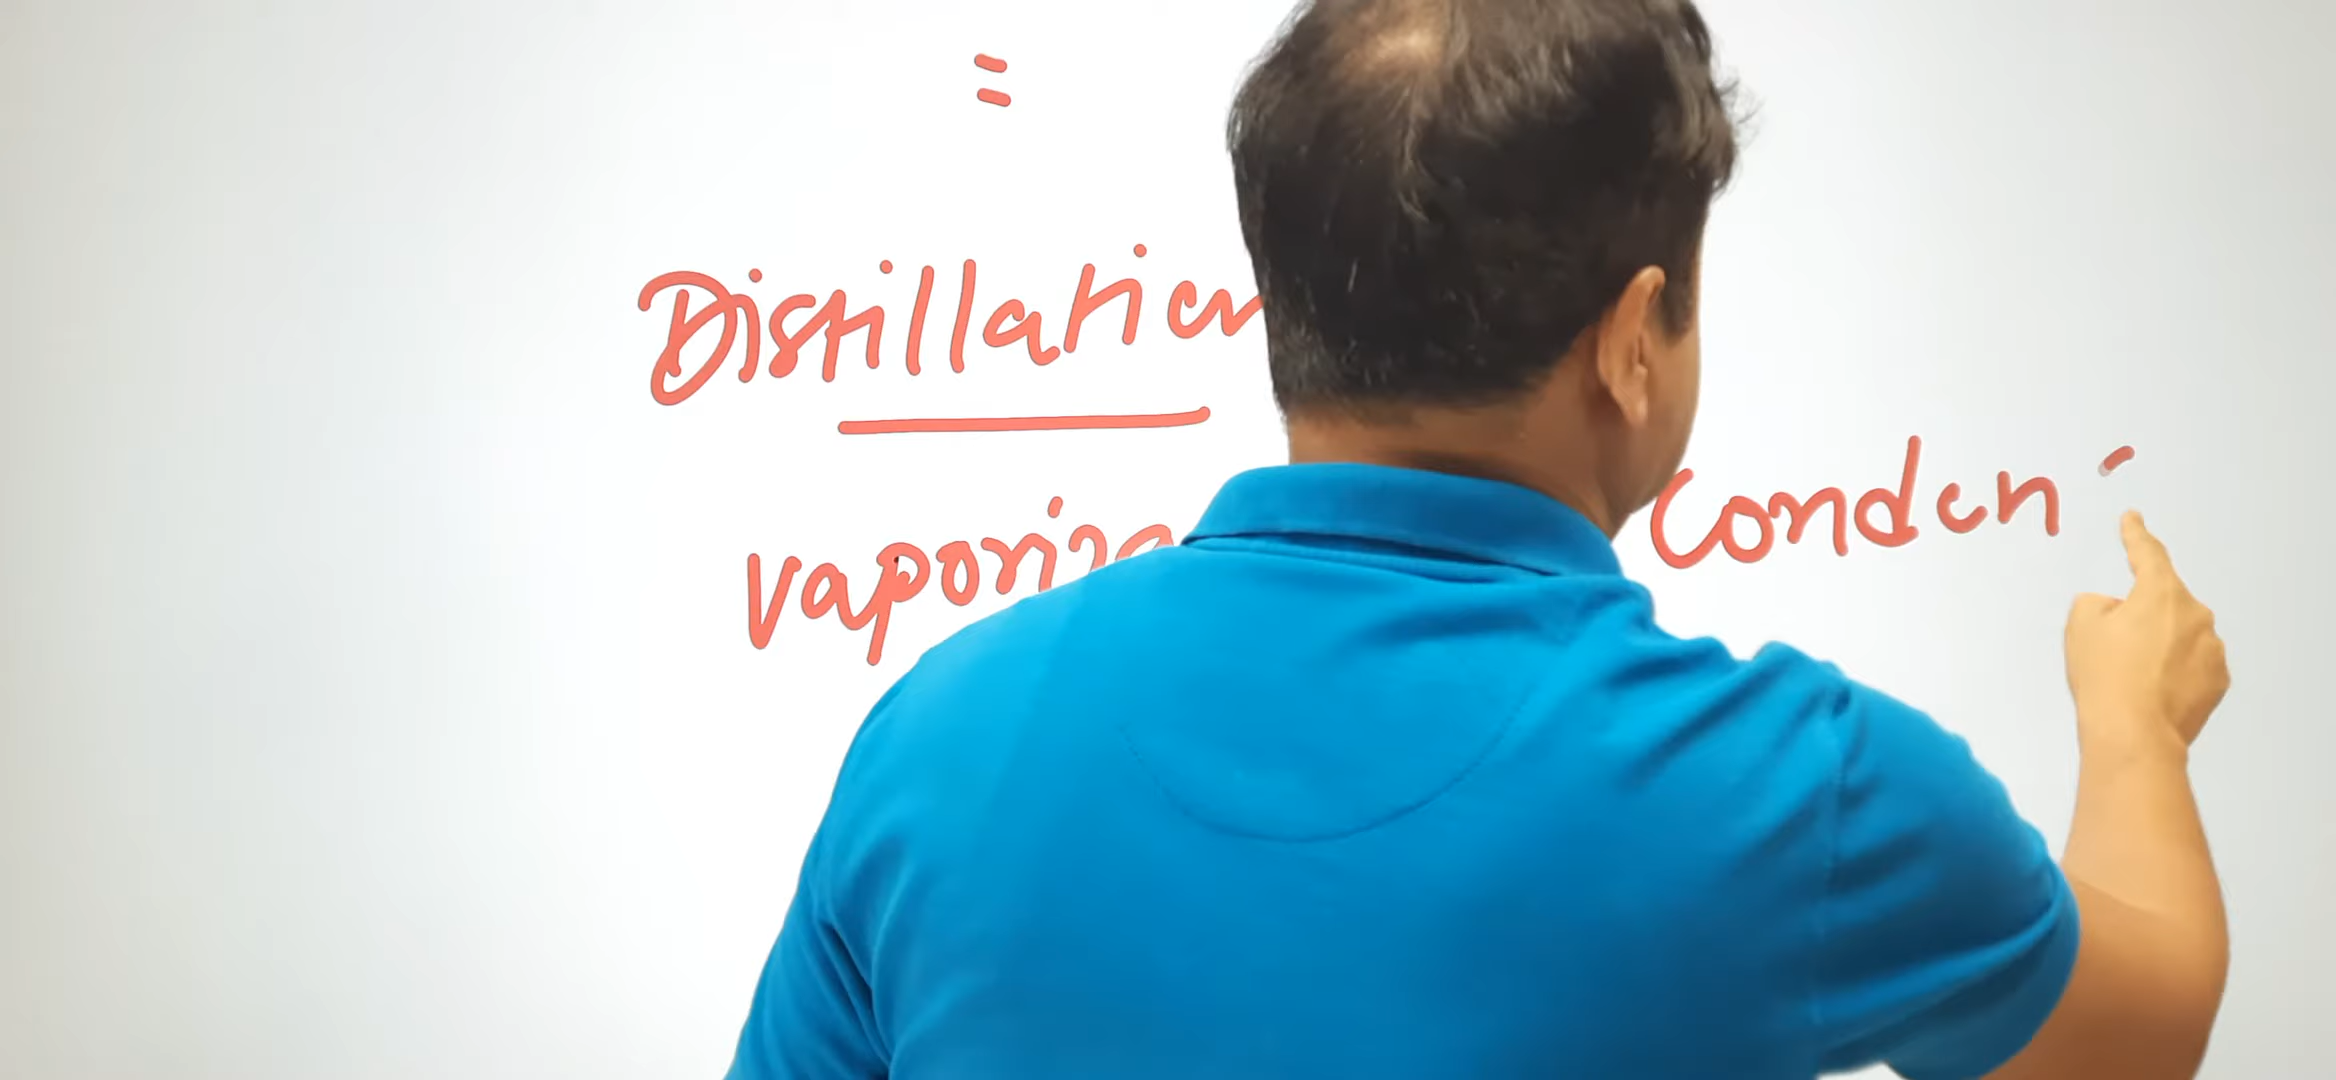 =
Distillation
vaporiza Conden